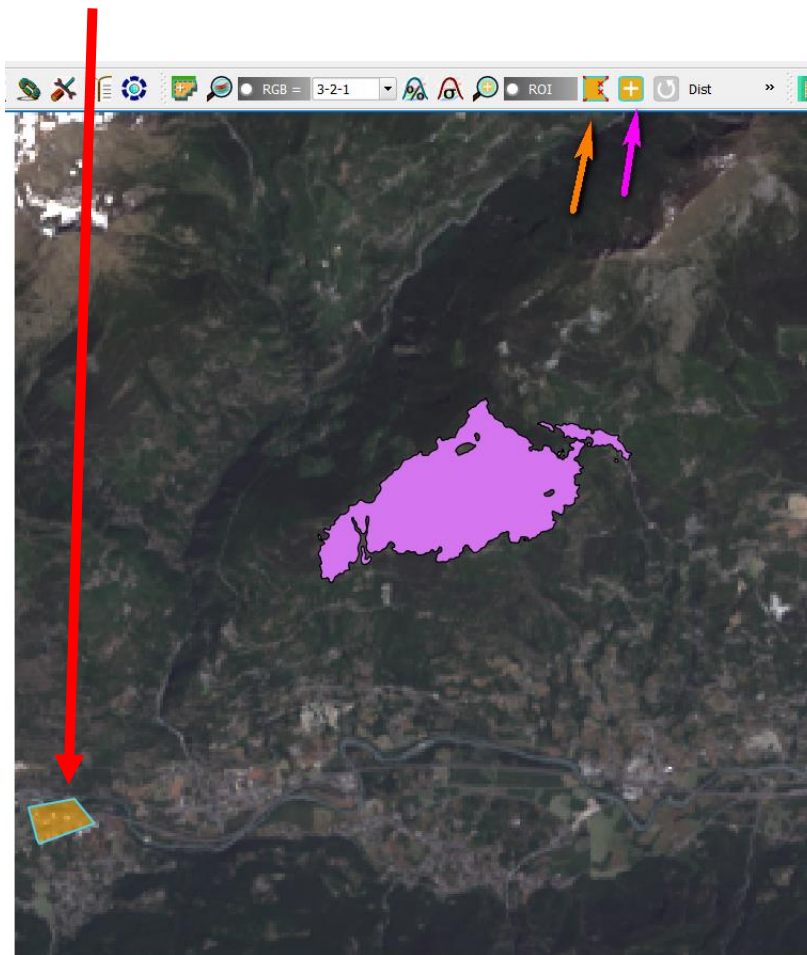 RGB = 3-2-1 % σ ROI Dist »